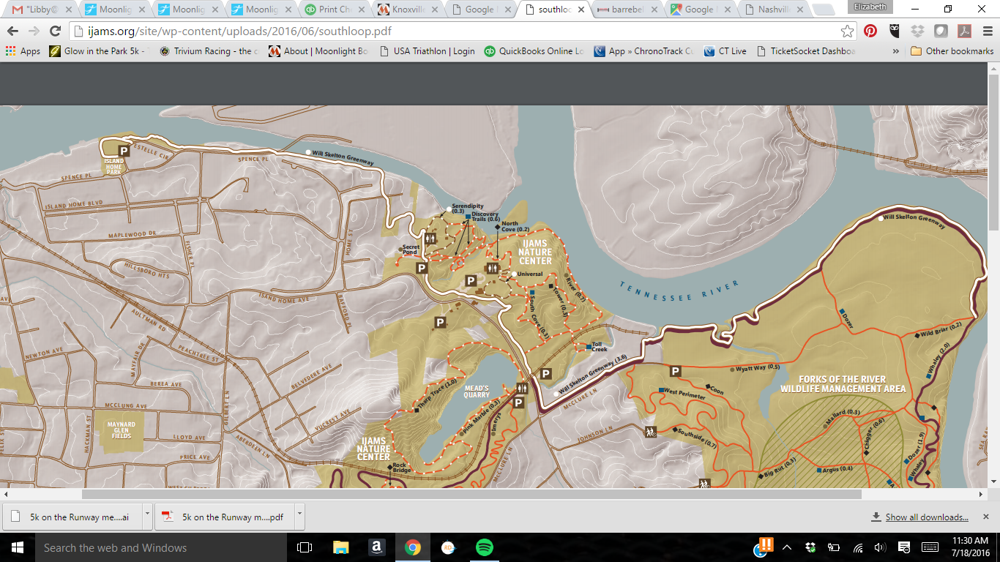 "Libby@
Moonlig
Moonlig
Moonlig
Print Ch
Knoxville
Google
southloo
barrebel
Google
Nashvill
Elizabeth
ijams.org/site/wp-content/uploads/2016/06/southloop.pdf
Apps
Glow in the Park 5k -
Trivium Racing - the c
About | Moonlight Bo
USA Triathlon | Login
QuickBooks Online Lo
App » ChronoTrack Cu
CT Live
TicketSocket Dashboa
»
Other bookmarks
P
ESTELLE CIR
ISLAND
HOME
PARK
SPENCE PL
SPENCE PL
Will Skelton Greenway
ISLAND HOME BLVD
MAPLEWOOD DR
HILLSBORO HTS
FISHER PL
HOME ST
ISLAND HOME AVE
BAFFORD PL
AULTMAN RD
Serendipity
(0.3)
Discovery
Trails (0.6)
North
Cove (0.2)
Secret
Pond
IJAMS
NATURE
CENTER
P
P
Universal
River (0.7)
Tower (0.3)
South Cove (0.3)
P
Toll
Creek
TENNESSEE RIVER
Will Skelton Greenway
Dozer
Wild Briar (0.2)
Whaley (2.0)
NEWTON AVE
MAYFAIR DR
PEACHTREE ST
BEREA AVE
BELVEDERE AVE
MCCLUNG AVE
VUCREST AVE
GILBERT LN
MAYNARD
GLEN
FIELDS
HACKMAN ST
LLOYD AVE
PRICE AVE
ABERDEEN LN
Tharp Trace (1.0)
MEAD'S
QUARRY
Pink Marble (0.3)
P
P
Imerys
Will Skelton Greenway (3.6)
MCCLURE LN
MCCLURE LN
JOHNSON LN
IJAMS
NATURE
CENTER
Rock
Bridge
P
Wyatt Way (0.5)
West Perimeter
Coon
FORKS OF THE RIVER
WILDLIFE MANAGEMENT AREA
Southside (0.7)
Mallard (0.3)
Chigger (0.6)
Big Rut (0.3)
Argus (0.4)
Dozer (1.9)
Whaley
5k on the Runway me....ai
5k on the Runway m....pdf
Show all downloads...
Search the web and Windows
a
RD
11:30 AM
7/18/2016